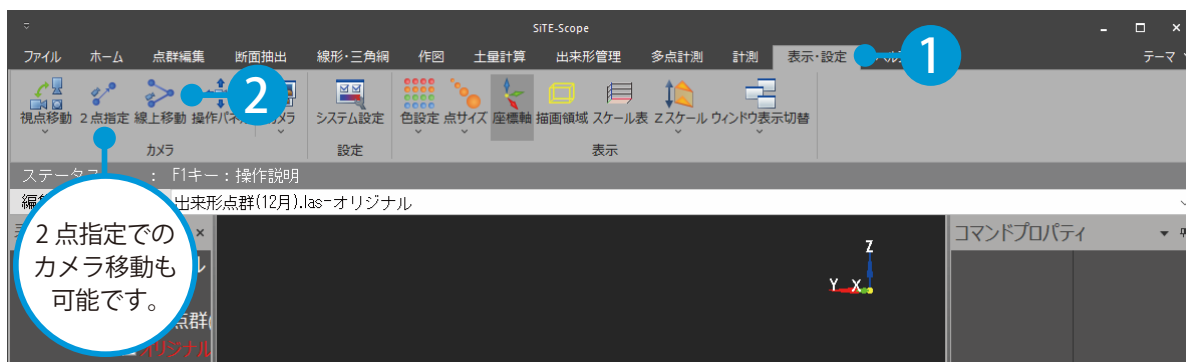 SiTE-Scope
ファイル ホーム 点群編集 断面抽出 線形・三角網 作図 土量計算 出来形管理 多点計測 計測 表示・設定 テーマ
1
2
視点移動 2点指定 線上移動 操作パ システム設定 色設定 点サイズ 座標軸 描画領域 スケール表 Zスケール ウィンドウ表示切替
カメラ 設定 表示
ステータス : F1キー：操作説明
編 出来形点群(12月).las-オリジナル
コマンドプロパティ
2点指定での
カメラ移動も
可能です。
Z
Y X
点群(
オリジナル